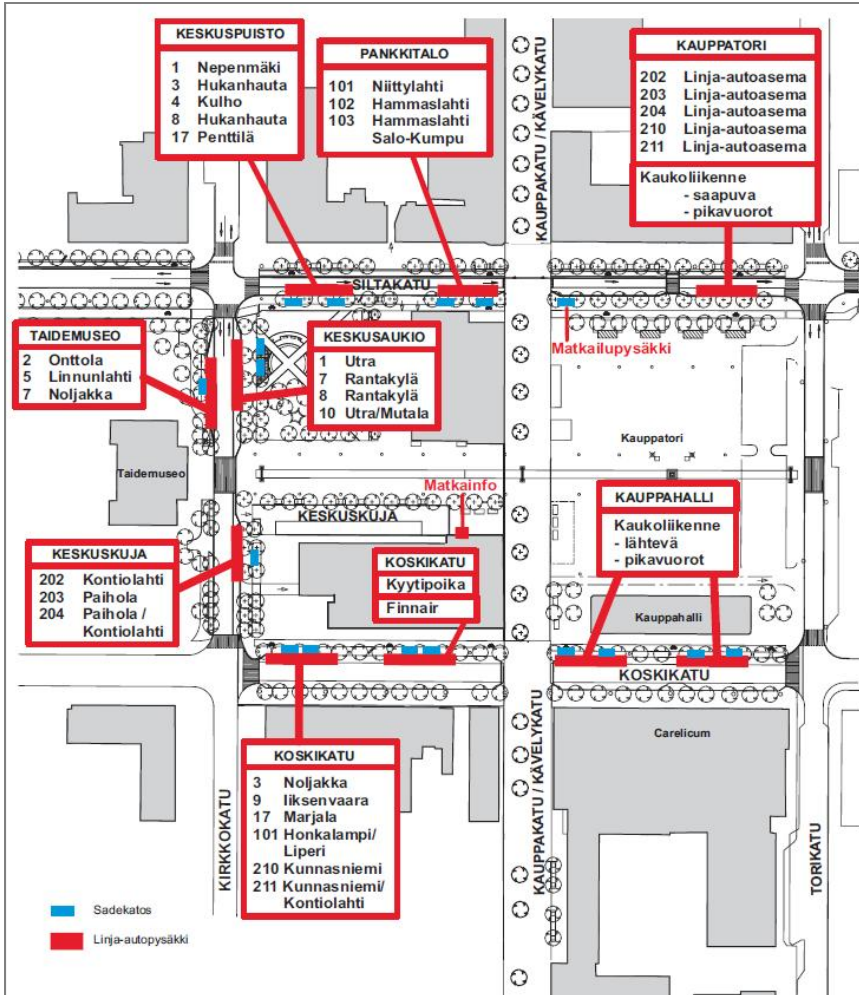 KESKUSPUISTO
1 Nepenmäki
3 Hukanhauta
4 Kulho
8 Hukanhauta
17 Penttilä
PANKKITALO
101 Niittylahti
102 Hammaslahti
103 Hammaslahti
Salo-Kumpu
KAUPPAKATU / KÄVELYKATU
KAUPPATORI
202 Linja-autoasema
203 Linja-autoasema
204 Linja-autoasema
210 Linja-autoasema
211 Linja-autoasema
Kaukoliikenne
- saapuva
- pikavuorot
SILTAKATU
TAIDEMUSEO
2 Onttola
5 Linnunlahti
7 Noljakka
KESKUSAUKIO
1 Utra
7 Rantakylä
8 Rantakylä
10 Utra/Mutala
Matkailupysäkki
Kauppatori
Taidemuseo
Matkainfo
KESKUSKUJA
KAUPPAHALLI
Kaukoliikenne
- lähtevä
- pikavuorot
KESKUSKUJA
202 Kontiolahti
203 Paihola
204 Paihola /
Kontiolahti
KOSKIKATU
Kyytipoika
Finnair
Kauppahalli
KOSKIKATU
KOSKIKATU
3 Noljakka
9 Iiksenvaara
17 Marjala
101 Honkalampi/
Liperi
210 Kunnasniemi
211 Kunnasniemi/
Kontiolahti
Carelicum
KIRKKOKATU
KAUPPAKATU / KÄVELYKATU
TORIKATU
Sadekatos
Linja-autopysäkki